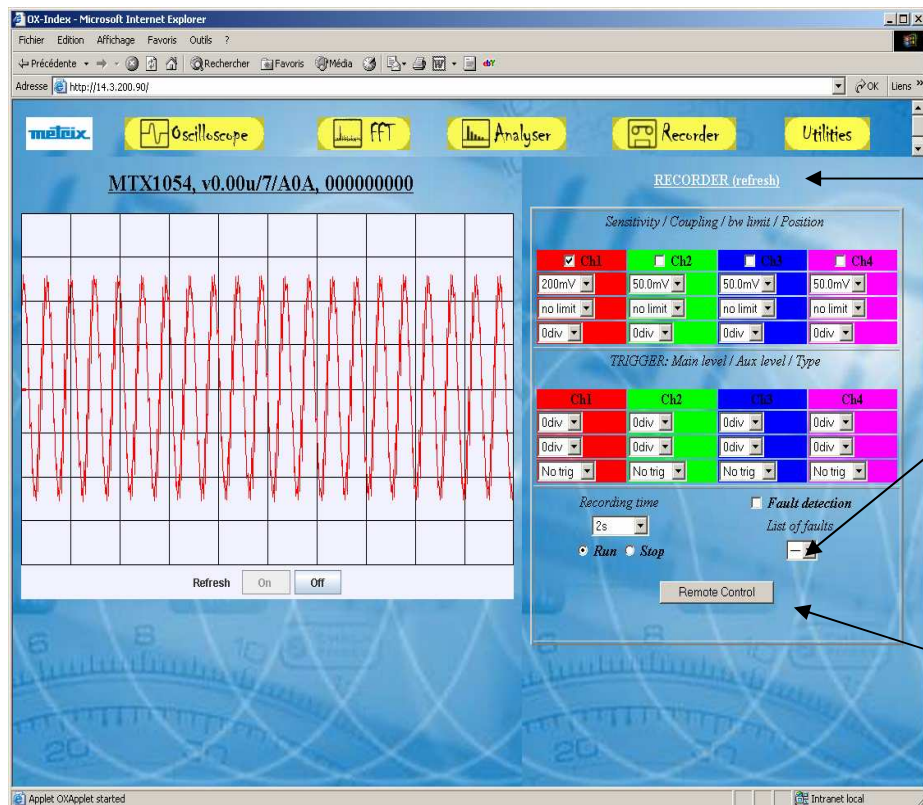 OX-Index - Microsoft Internet Explorer
Fichier Edition Affichage Favoris Outils ?
Précédente Rechercher Favoris Média
Adresse http://14.3.200.90/ OK Liens »
metrix Oscilloscope FFT Analyser Recorder Utilities
MTX1054, v0.00u/7/A0A, 000000000
RECORDER (refresh)
Sensitivity / Coupling / bw limit / Position
Ch1 Ch2 Ch3 Ch4
200mV 50.0mV 50.0mV 50.0mV
no limit no limit no limit no limit
0div 0div 0div 0div
TRIGGER: Main level / Aux level / Type
Ch1 Ch2 Ch3 Ch4
0div 0div 0div 0div
0div 0div 0div 0div
No trig No trig No trig No trig
Recording time Fault detection
2s List of faults
Run Stop ---
Refresh On Off
Remote Control
Applet OXApplet started Intranet local